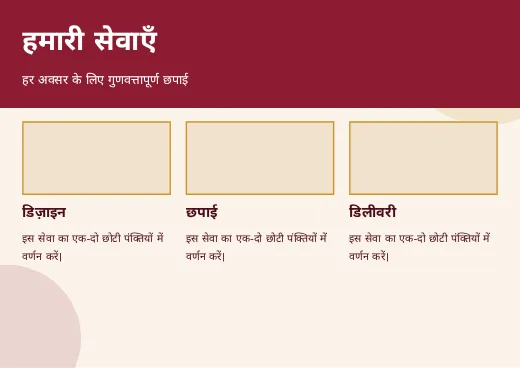 हमारी सेवाएँ
हर अवसर के लिए गुणवत्तापूर्ण छपाई
डिज़ाइन
इस सेवा का एक-दो छोटी पंक्तियों में
वर्णन करें|
छपाई
इस सेवा का एक-दो छोटी पंक्तियों में
वर्णन करें|
डिलीवरी
इस सेवा का एक-दो छोटी पंक्तियों में
वर्णन करें|